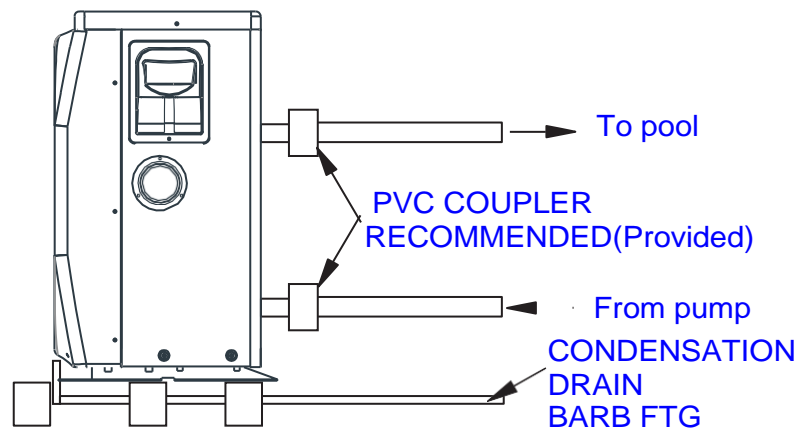 To pool
PVC COUPLER
RECOMMENDED(Provided)
From pump
CONDENSATION
DRAIN
BARB FTG